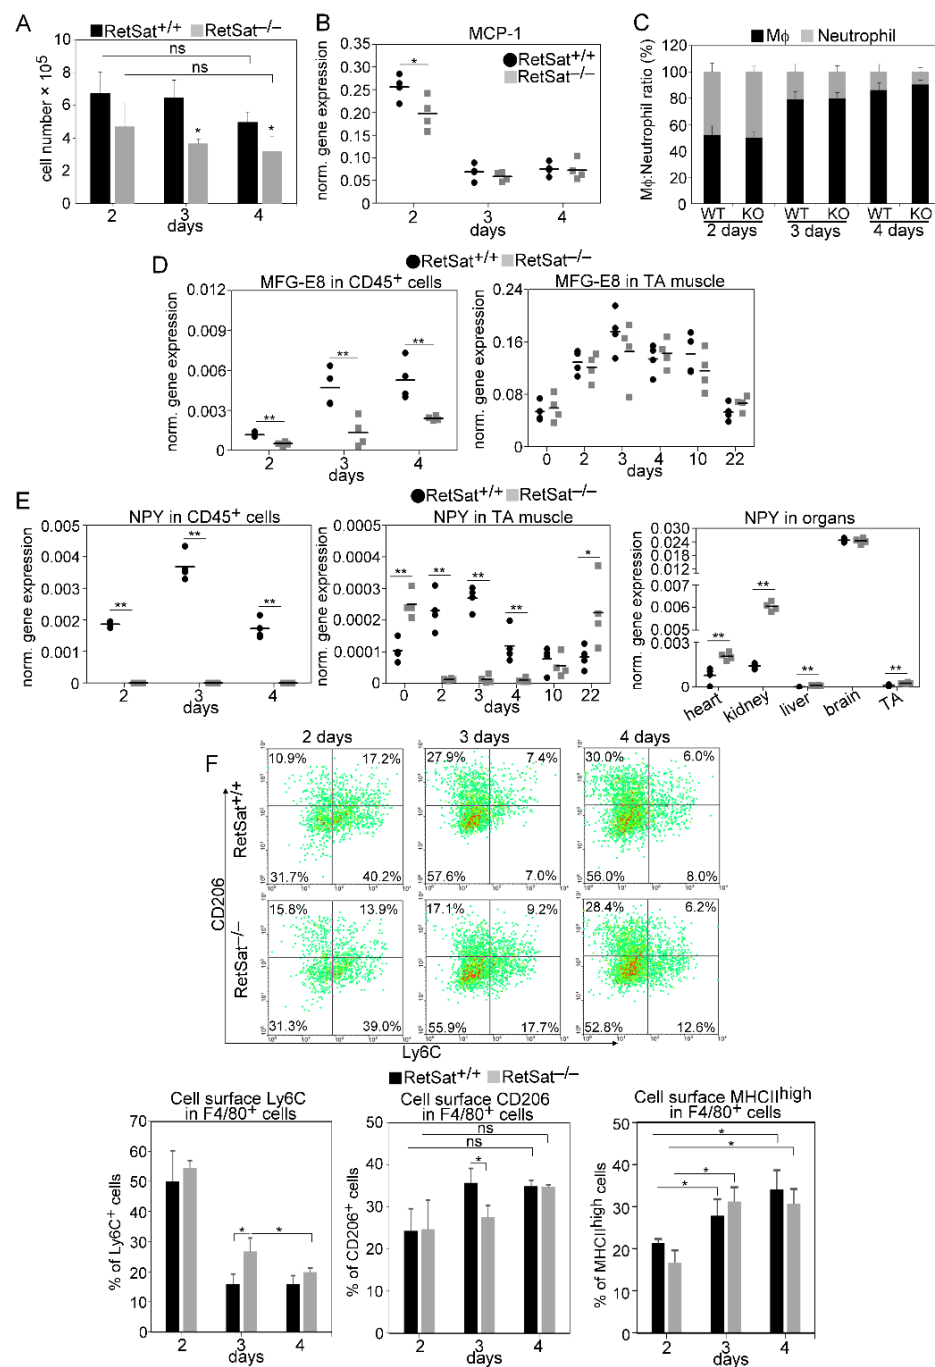 A
RetSat+/+ RetSat−/−
ns
ns
* *
cell number × 10⁵
10
8
6
4
2
0
2 3 4
days
B
MCP-1
RetSat+/+
RetSat−/−
*
norm. gene expression
0.35
0.30
0.25
0.20
0.15
0.10
0.05
0
2 3 4
days
C
Mϕ Neutrophil
Mϕ:Neutrophil ratio (%)
120
100
80
60
40
20
0
WT KO WT KO WT KO
2 days 3 days 4 days
D
RetSat+/+ RetSat−/−
MFG-E8 in CD45+ cells
norm. gene expression
0.012
0.009
0.006
0.003
0
** ** **
2 3 4
days
MFG-E8 in TA muscle
norm. gene expression
0.24
0.16
0.08
0
0 2 3 4 10 22
days
E
RetSat+/+ RetSat−/−
NPY in CD45+ cells
norm. gene expression
0.005
0.004
0.003
0.002
0.001
0
** ** **
2 3 4
days
NPY in TA muscle
norm. gene expression
0.0005
0.0004
0.0003
0.0002
0.0001
0
** ** ** ** *
0 2 3 4 10 22
days
NPY in organs
norm. gene expression
0.030
0.024
0.026
0.012
0.007
0.006
0.005
0.003
0
** ** ** **
heart kidney liver brain TA
F
2 days 3 days 4 days
RetSat+/+
10.9% 17.2% 27.9% 7.4% 30.0% 6.0%
31.7% 40.2% 57.6% 7.0% 56.0% 8.0%
CD206
RetSat−/−
15.8% 13.9% 17.1% 9.2% 28.4% 6.2%
31.3% 39.0% 55.9% 17.7% 52.8% 12.6%
Ly6C
RetSat+/+ RetSat−/−
Cell surface Ly6C
in F4/80+ cells
% of Ly6C+ cells
70
60
50
40
30
20
10
0
* *
2 3 4
days
Cell surface CD206
in F4/80+ cells
% of CD206+ cells
50
40
30
20
10
0
ns
ns
*
2 3 4
days
Cell surface MHCIIhigh
in F4/80+ cells
% of MHCIIhigh cells
50
40
30
20
10
0
*
*
*
*
2 3 4
days